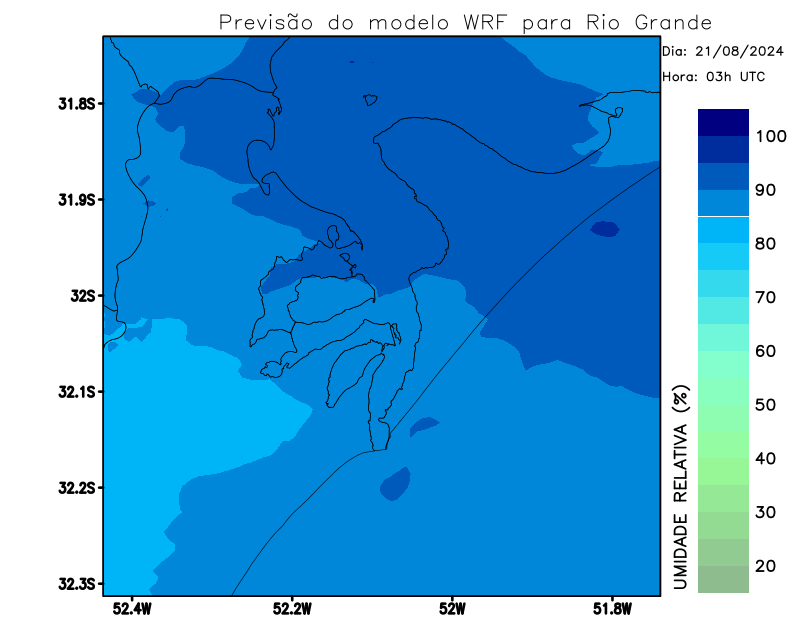 Previsão do modelo WRF para Rio Grande
Dia: 21/08/2024
Hora: 03h UTC
31.8S
31.9S
32S
32.1S
32.2S
32.3S
52.4W
52.2W
52W
51.8W
100
90
80
70
60
50
40
30
20
UMIDADE RELATIVA (%)